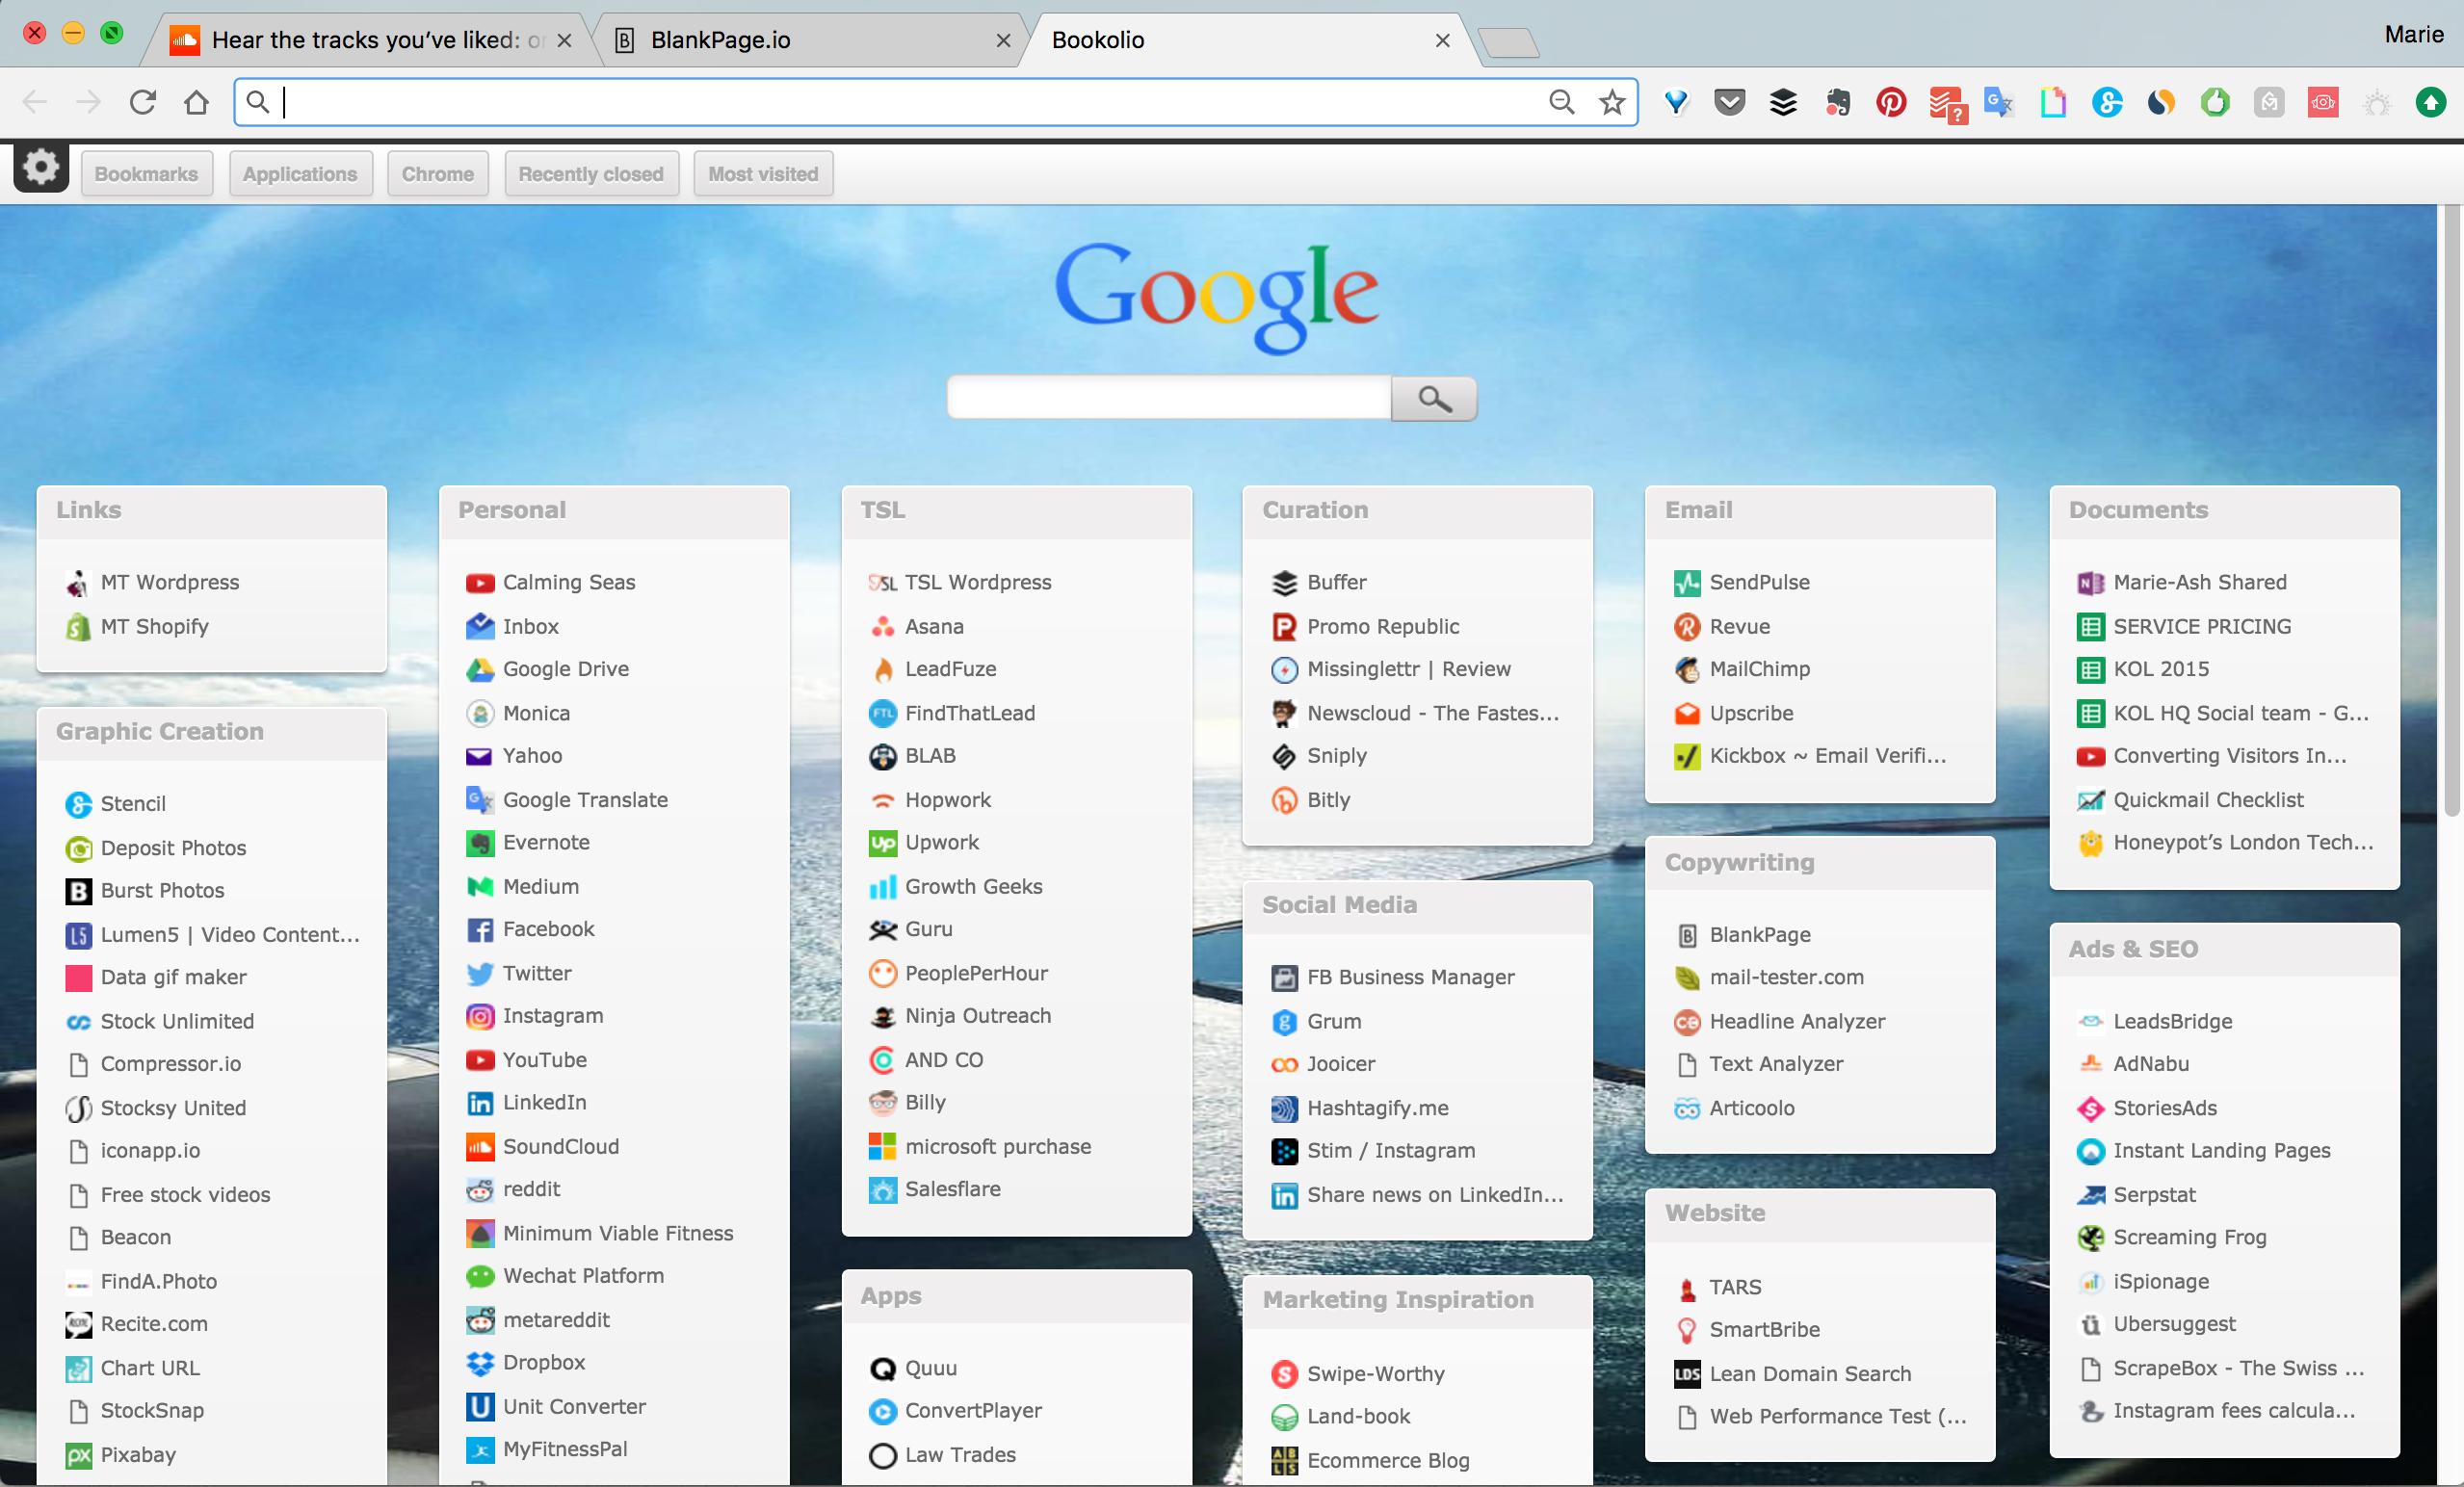 Hear the tracks you've liked: or
BlankPage.io
Bookolio
Marie
Bookmarks
Applications
Chrome
Recently closed
Most visited
Google
Links
MT Wordpress
MT Shopify
Graphic Creation
Stencil
Deposit Photos
Burst Photos
Lumen5 | Video Content...
Data gif maker
Stock Unlimited
Compressor.io
Stocksy United
iconapp.io
Free stock videos
Beacon
FindA.Photo
Recite.com
Chart URL
StockSnap
Pixabay
Personal
Calming Seas
Inbox
Google Drive
Monica
Yahoo
Google Translate
Evernote
Medium
Facebook
Twitter
Instagram
YouTube
LinkedIn
SoundCloud
reddit
Minimum Viable Fitness
Wechat Platform
metareddit
Dropbox
Unit Converter
MyFitnessPal
TSL
TSL Wordpress
Asana
LeadFuze
FindThatLead
BLAB
Hopwork
Upwork
Growth Geeks
Guru
PeoplePerHour
Ninja Outreach
AND CO
Billy
microsoft purchase
Salesflare
Apps
Quuu
ConvertPlayer
Law Trades
Curation
Buffer
Promo Republic
Missinglettr | Review
Newscloud - The Fastes...
Sniply
Bitly
Social Media
FB Business Manager
Grum
Jooicer
Hashtagify.me
Stim / Instagram
Share news on LinkedIn...
Marketing Inspiration
Swipe-Worthy
Land-book
Ecommerce Blog
Email
SendPulse
Revue
MailChimp
Upscribe
Kickbox ~ Email Verifi...
Copywriting
BlankPage
mail-tester.com
Headline Analyzer
Text Analyzer
Articoolo
Website
TARS
SmartBribe
Lean Domain Search
Web Performance Test (...
Documents
Marie-Ash Shared
SERVICE PRICING
KOL 2015
KOL HQ Social team - G...
Converting Visitors In...
Quickmail Checklist
Honeypot's London Tech...
Ads & SEO
LeadsBridge
AdNabu
StoriesAds
Instant Landing Pages
Serpstat
Screaming Frog
iSpionage
Ubersuggest
ScrapeBox - The Swiss ...
Instagram fees calcula...